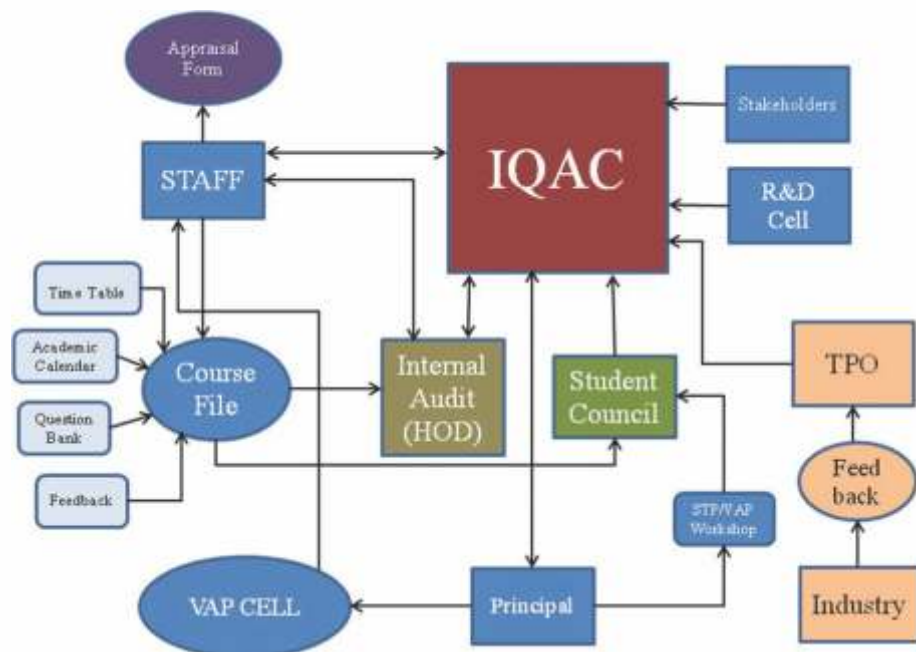 Appraisal
Form
STAFF
IQAC
Stakeholders
R&D
Cell
Time Table
Academic
Calendar
Question
Bank
Feedback
Course
File
Internal
Audit
(HOD)
Student
Council
TPO
Feed
back
STP/VAP
Workshop
VAP CELL
Principal
Industry